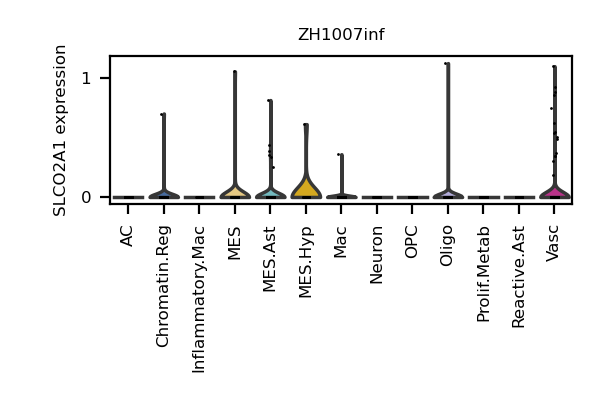 ZH1007inf
SLCO2A1 expression
1
0
AC
Chromatin.Reg
Inflammatory.Mac
MES
MES.Ast
MES.Hyp
Mac
Neuron
OPC
Oligo
Prolif.Metab
Reactive.Ast
Vasc